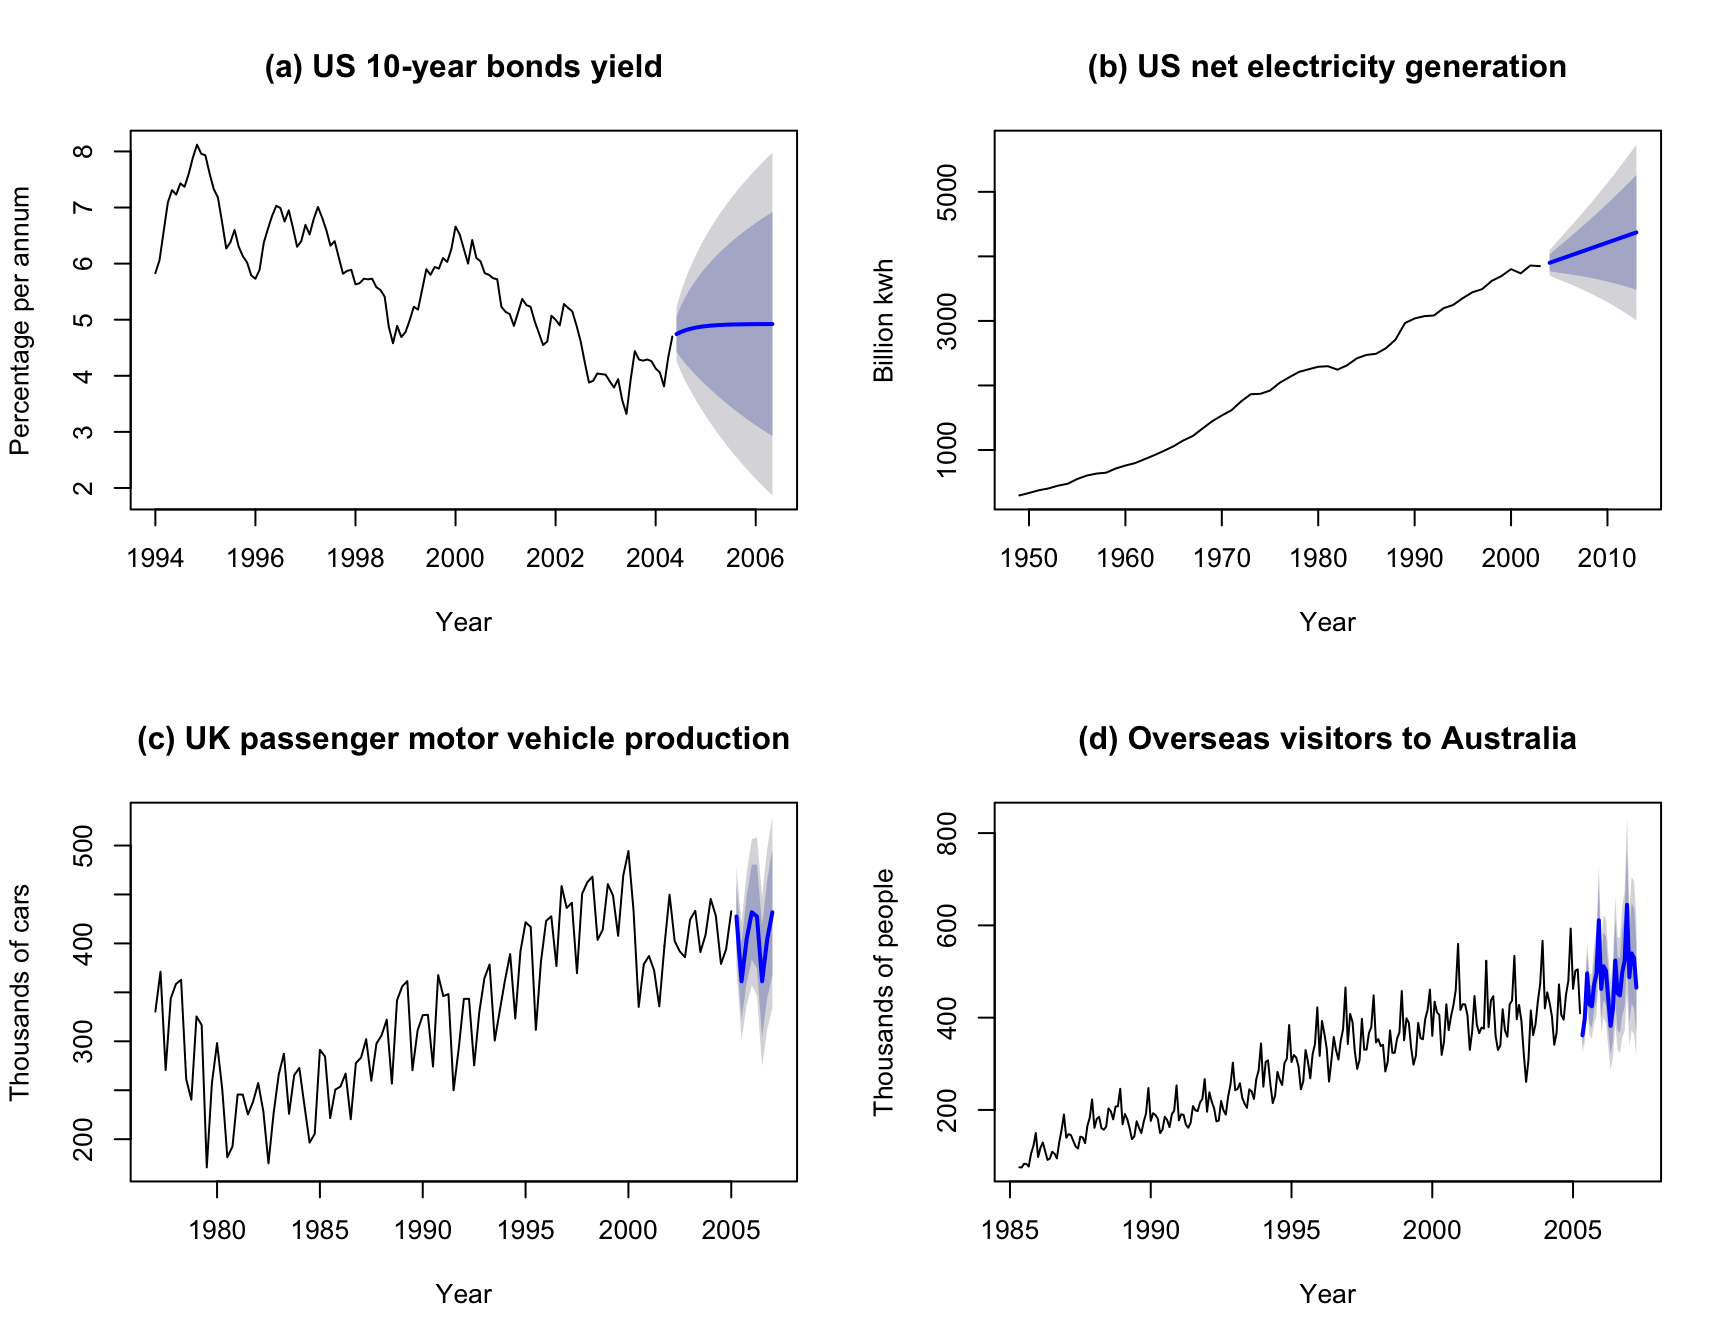 (a) US 10-year bonds yield
Percentage per annum
8
7
6
5
4
3
2
1994 1996 1998 2000 2002 2004 2006
Year
(b) US net electricity generation
Billion kwh
5000
3000
1000
1950 1960 1970 1980 1990 2000 2010
Year
(c) UK passenger motor vehicle production
Thousands of cars
500
400
300
200
1980 1985 1990 1995 2000 2005
Year
(d) Overseas visitors to Australia
Thousands of people
800
600
400
200
1985 1990 1995 2000 2005
Year